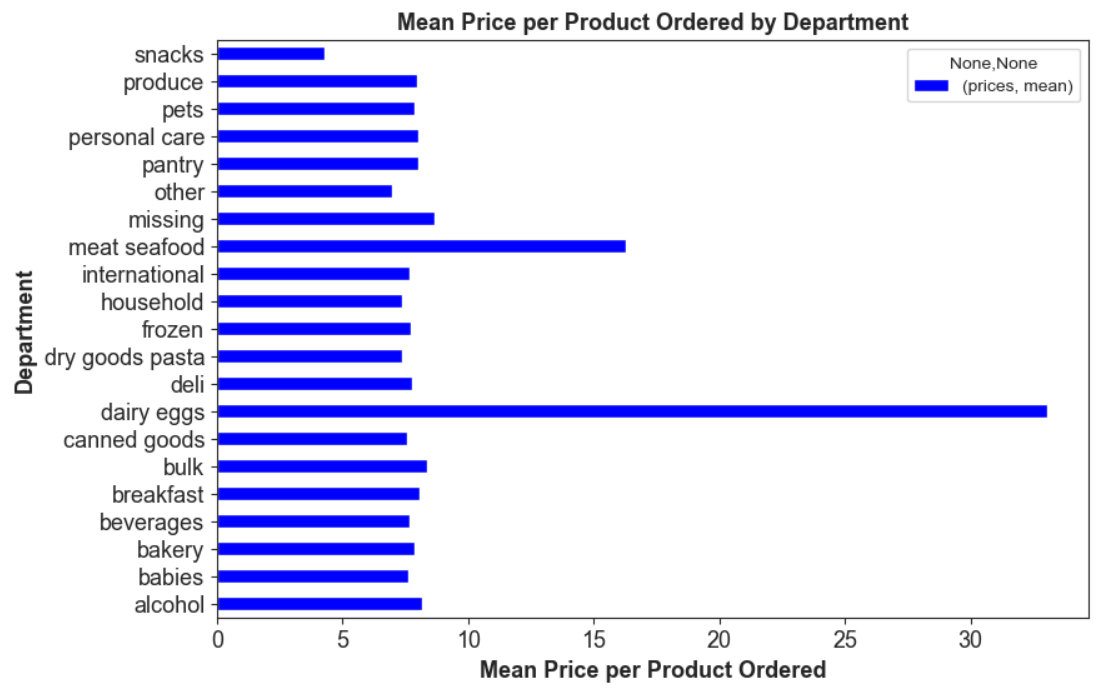 Mean Price per Product Ordered by Department
None,None
(prices, mean)
Department
snacks
produce
pets
personal care
pantry
other
missing
meat seafood
international
household
frozen
dry goods pasta
deli
dairy eggs
canned goods
bulk
breakfast
beverages
bakery
babies
alcohol
0 5 10 15 20 25 30
Mean Price per Product Ordered